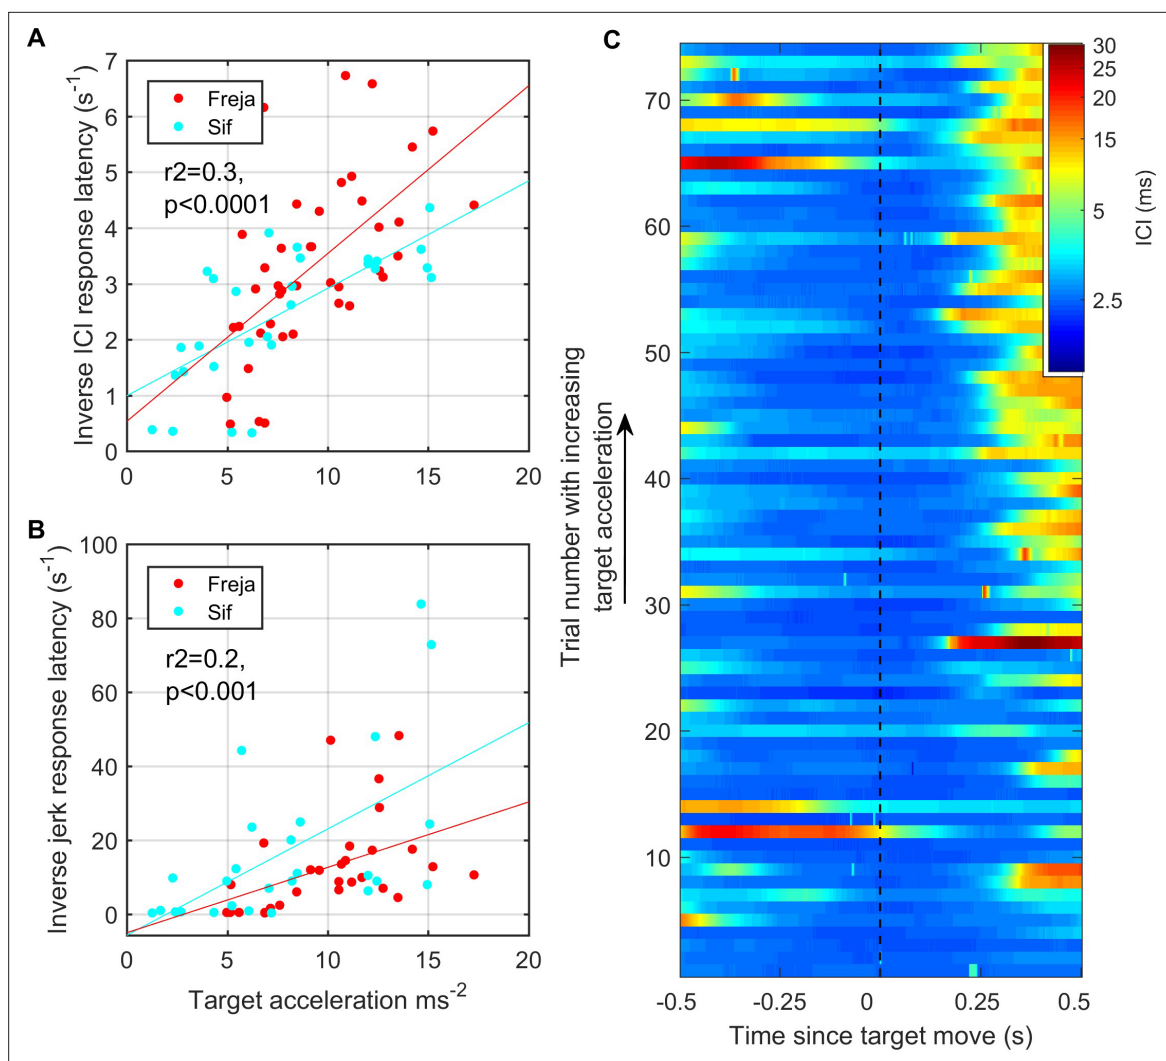 A
Inverse ICI response latency (s⁻¹)
7
6
5
4
3
2
1
0
Freja
Sif
r2=0.3,
p<0.0001
0
5
10
15
20
B
Inverse jerk response latency (s⁻¹)
100
80
60
40
20
0
Freja
Sif
r2=0.2,
p<0.001
0
5
10
15
20
Target acceleration ms⁻²
C
Trial number with increasing
target acceleration
70
60
50
40
30
20
10
-0.5
-0.25
0
0.25
0.5
Time since target move (s)
30
25
20
15
10
5
2.5
ICI (ms)